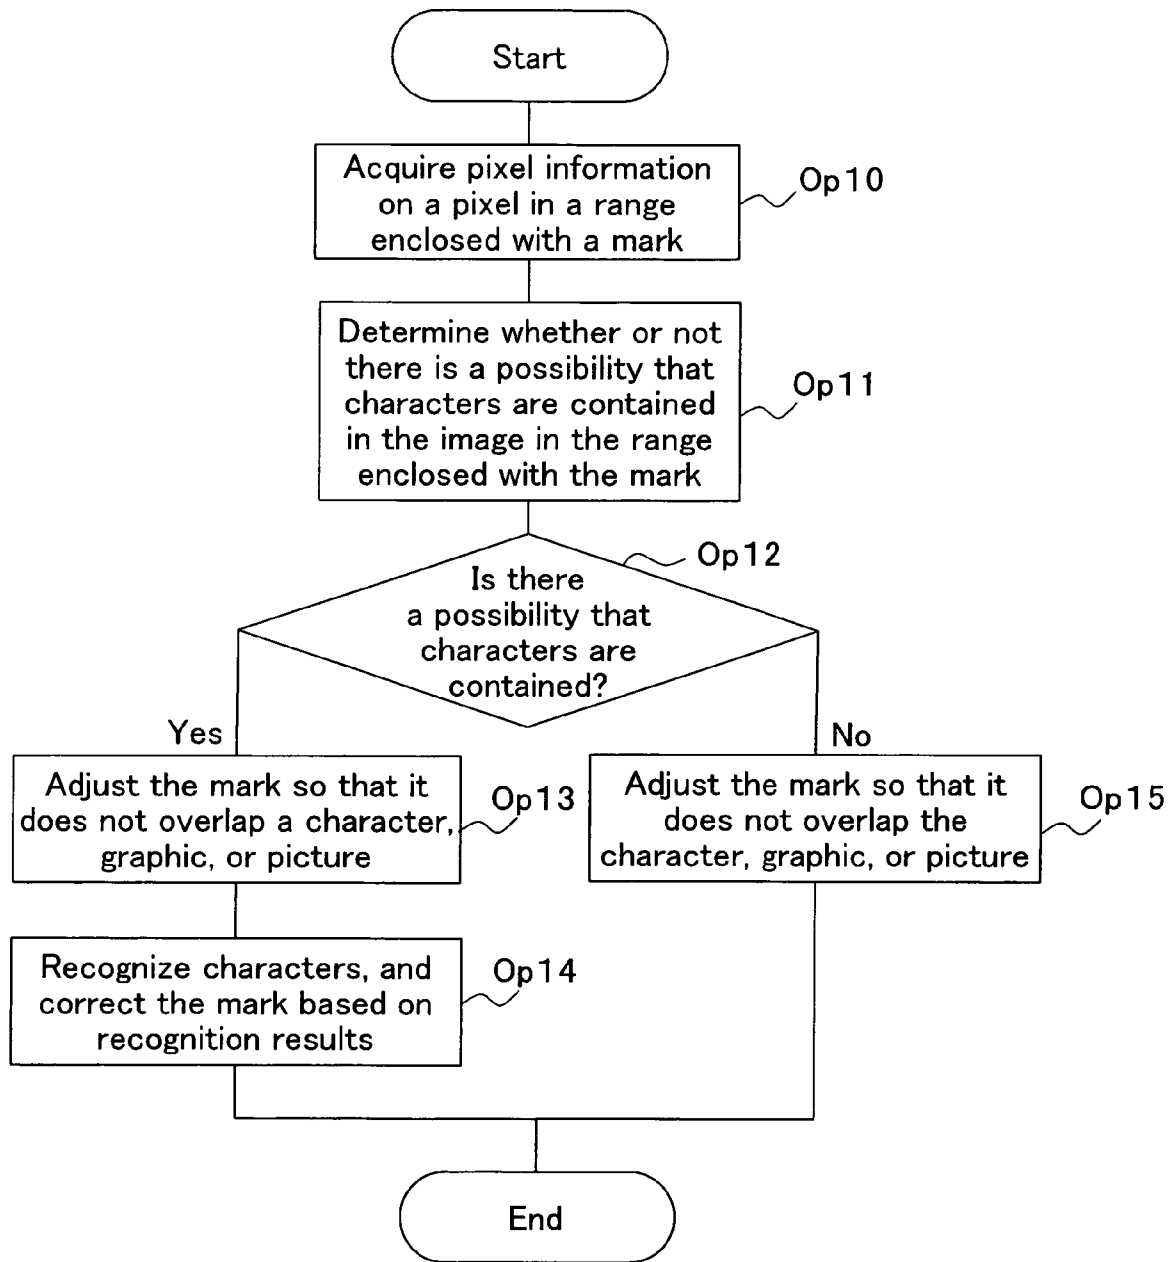 Start
Acquire pixel information
on a pixel in a range
enclosed with a mark
Op10
Determine whether or not
there is a possibility that
characters are contained
in the image in the range
enclosed with the mark
Op11
Op12
Is there
a possibility that
characters are
contained?
Yes
No
Adjust the mark so that it
does not overlap a character,
graphic, or picture
Op13
Adjust the mark so that it
does not overlap the
character, graphic, or picture
Op15
Recognize characters, and
correct the mark based on
recognition results
Op14
End